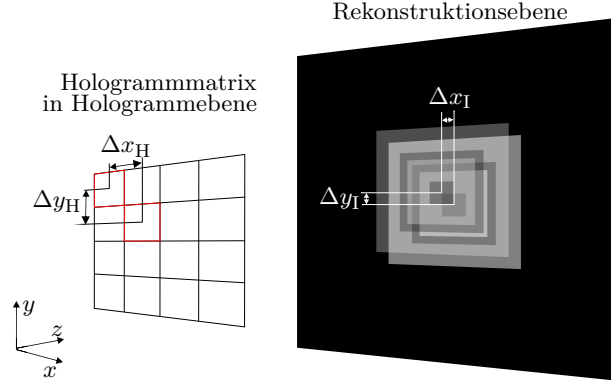 Rekonstruktionsebene
Hologrammmatrix
in Hologrammebene
Δx_I
Δx_H
Δy_H
Δy_I
y
z
x